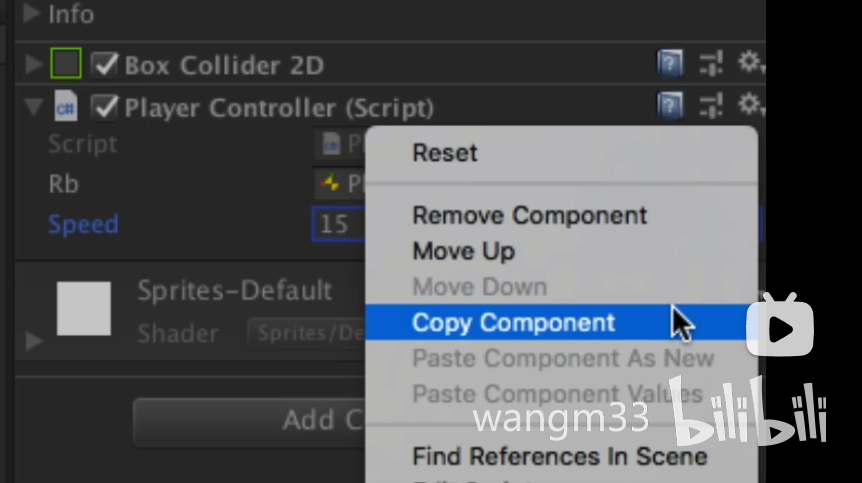 Info
Box Collider 2D
Player Controller (Script)
Script
Rb
Speed 15
Reset
Remove Component
Move Up
Move Down
Copy Component
Paste Component As New
Paste Component Values
Find References In Scene
Sprites-Default
Shader Sprites/De
Add C
wangm33 bilibili